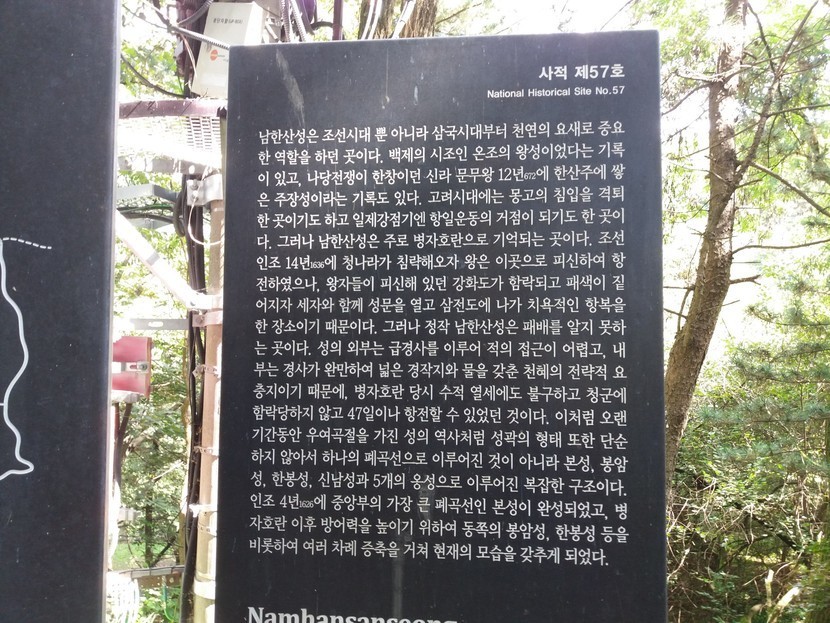 사적 제57호
National Historical Site No.57
남한산성은 조선시대 뿐 아니라 삼국시대부터 천연의 요새로 중요
한 역할을 하던 곳이다. 백제의 시조인 온조의 왕성이었다는 기록
이 있고, 나당전쟁이 한창이던 신라 문무왕 12년672에 한산주에 쌓
은 주장성이라는 기록도 있다. 고려시대에는 몽고의 침입을 격퇴
한 곳이기도 하고 일제강점기엔 항일운동의 거점이 되기도 한 곳이
다. 그러나 남한산성은 주로 병자호란으로 기억되는 곳이다. 조선
인조 14년1636에 청나라가 침략해오자 왕은 이곳으로 피신하여 항
전하였으나, 왕자들이 피신해 있던 강화도가 함락되고 패색이 짙
어지자 세자와 함께 성문을 열고 삼전도에 나가 치욕적인 항복을
한 장소이기 때문이다. 그러나 정작 남한산성은 패배를 알지 못하
는 곳이다. 성의 외부는 급경사를 이루어 적의 접근이 어렵고, 내
부는 경사가 완만하여 넓은 경작지와 물을 갖춘 천혜의 전략적 요
충지이기 때문에, 병자호란 당시 수적 열세에도 불구하고 청군에
함락당하지 않고 47일이나 항전할 수 있었던 것이다. 이처럼 오랜
기간동안 우여곡절을 가진 성의 역사처럼 성곽의 형태 또한 단순
하지 않아서 하나의 폐곡선으로 이루어진 것이 아니라 본성, 봉암
성, 한봉성, 신남성과 5개의 옹성으로 이루어진 복잡한 구조이다.
인조 4년1626에 중앙부의 가장 큰 폐곡선인 본성이 완성되었고, 병
자호란 이후 방어력을 높이기 위하여 동쪽의 봉암성, 한봉성 등을
비롯하여 여러 차례 증축을 거쳐 현재의 모습을 갖추게 되었다.
Namhansanseong